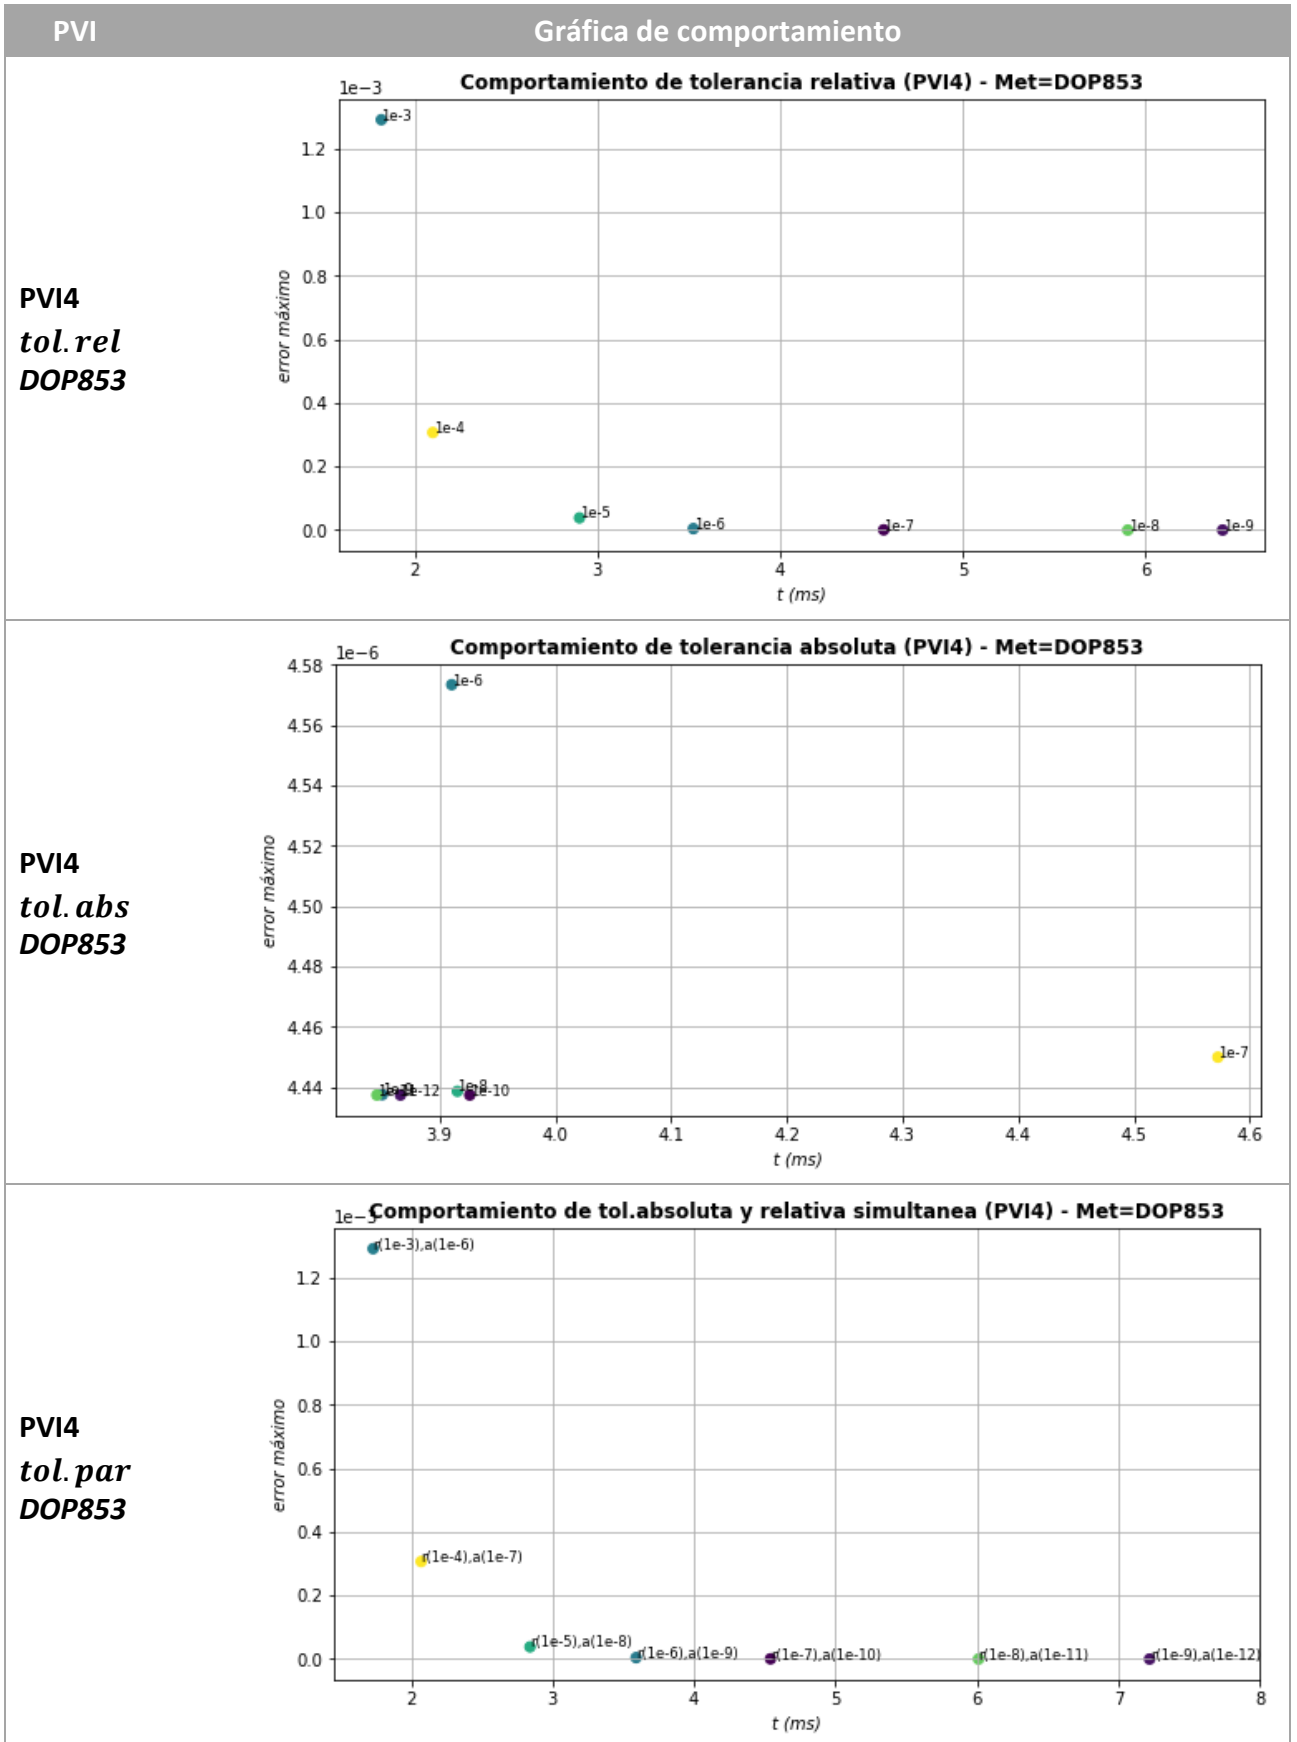 PVI Gráfica de comportamiento
Comportamiento de tolerancia relativa (PVI4) - Met=DOP853
1e−3
1e-3
1.2
1.0
0.8
PVI4
tol.rel
DOP853
error máximo
0.6
0.4
1e-4
0.2
0.0
1e-5
1e-6
1e-7
1e-8
1e-9
2 3 4 5 6
t (ms)
Comportamiento de tolerancia absoluta (PVI4) - Met=DOP853
1e−6
4.58
1e-6
4.56
4.54
4.52
PVI4
tol.abs
DOP853
error máximo
4.50
4.48
4.46
1e-7
4.44
1e-8
1e-10
3.9 4.0 4.1 4.2 4.3 4.4 4.5 4.6
t (ms)
Comportamiento de tol.absoluta y relativa simultanea (PVI4) - Met=DOP853
r(1e-3),a(1e-6)
1.2
1.0
0.8
PVI4
tol.par
DOP853
error máximo
0.6
0.4
r(1e-4),a(1e-7)
0.2
0.0
r(1e-5),a(1e-8)
r(1e-6),a(1e-9)
r(1e-7),a(1e-10)
r(1e-8),a(1e-11)
r(1e-9),a(1e-12)
2 3 4 5 6 7 8
t (ms)